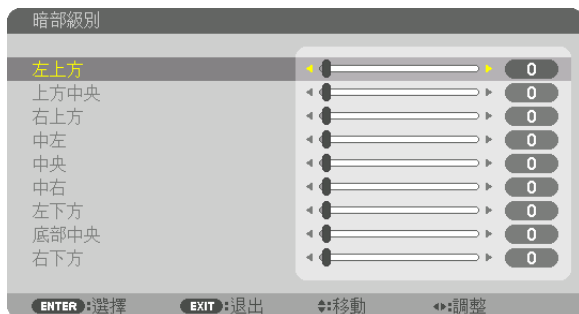 暗部級別
左上方 0
上方中央 0
右上方 0
中左 0
中央 0
中右 0
左下方 0
底部中央 0
右下方 0
ENTER:選擇 EXIT:退出 :移動 :調整